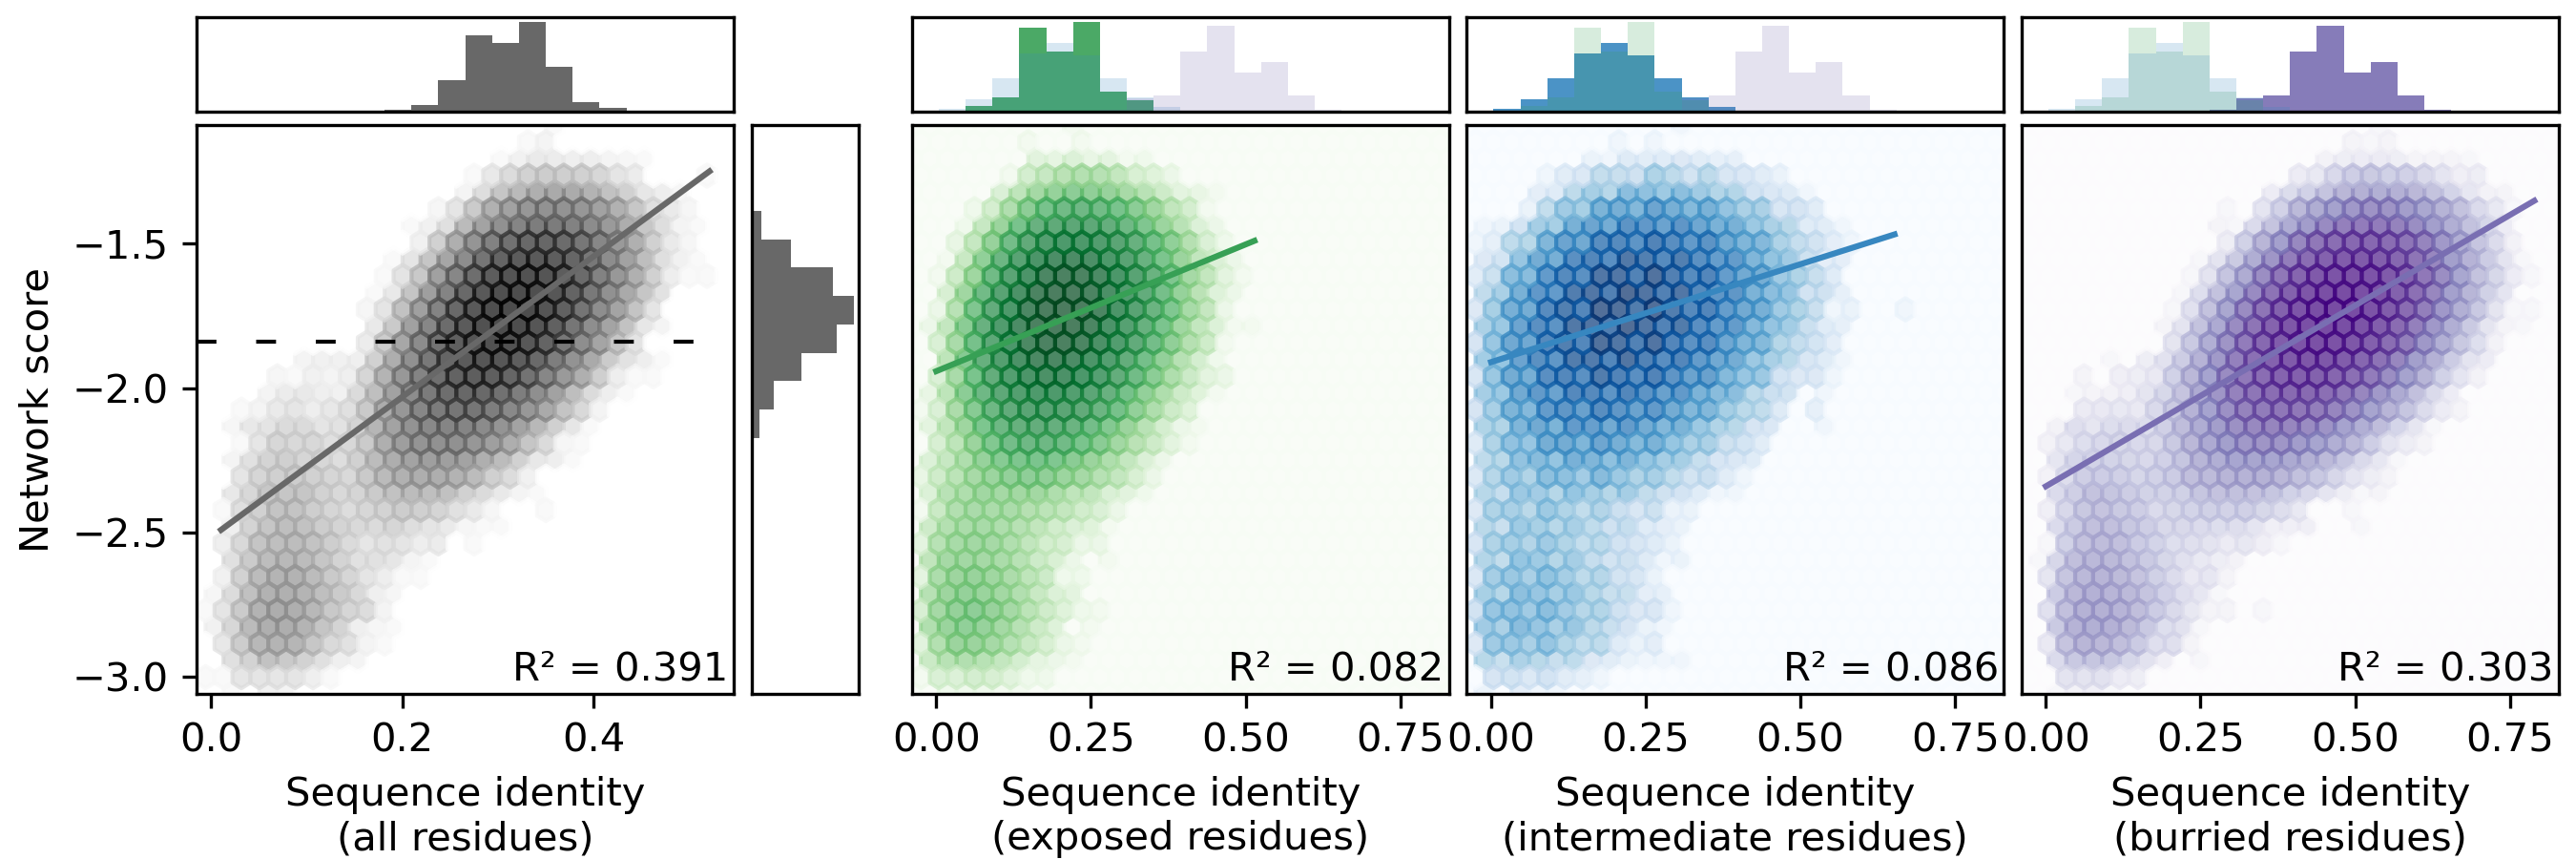 Network score
−1.5
−2.0
−2.5
−3.0
R² = 0.391
R² = 0.082
R² = 0.086
R² = 0.303
0.0 0.2 0.4
0.00 0.25 0.50 0.75
0.00 0.25 0.50 0.75
0.00 0.25 0.50 0.75
Sequence identity
(all residues)
Sequence identity
(exposed residues)
Sequence identity
(intermediate residues)
Sequence identity
(burried residues)